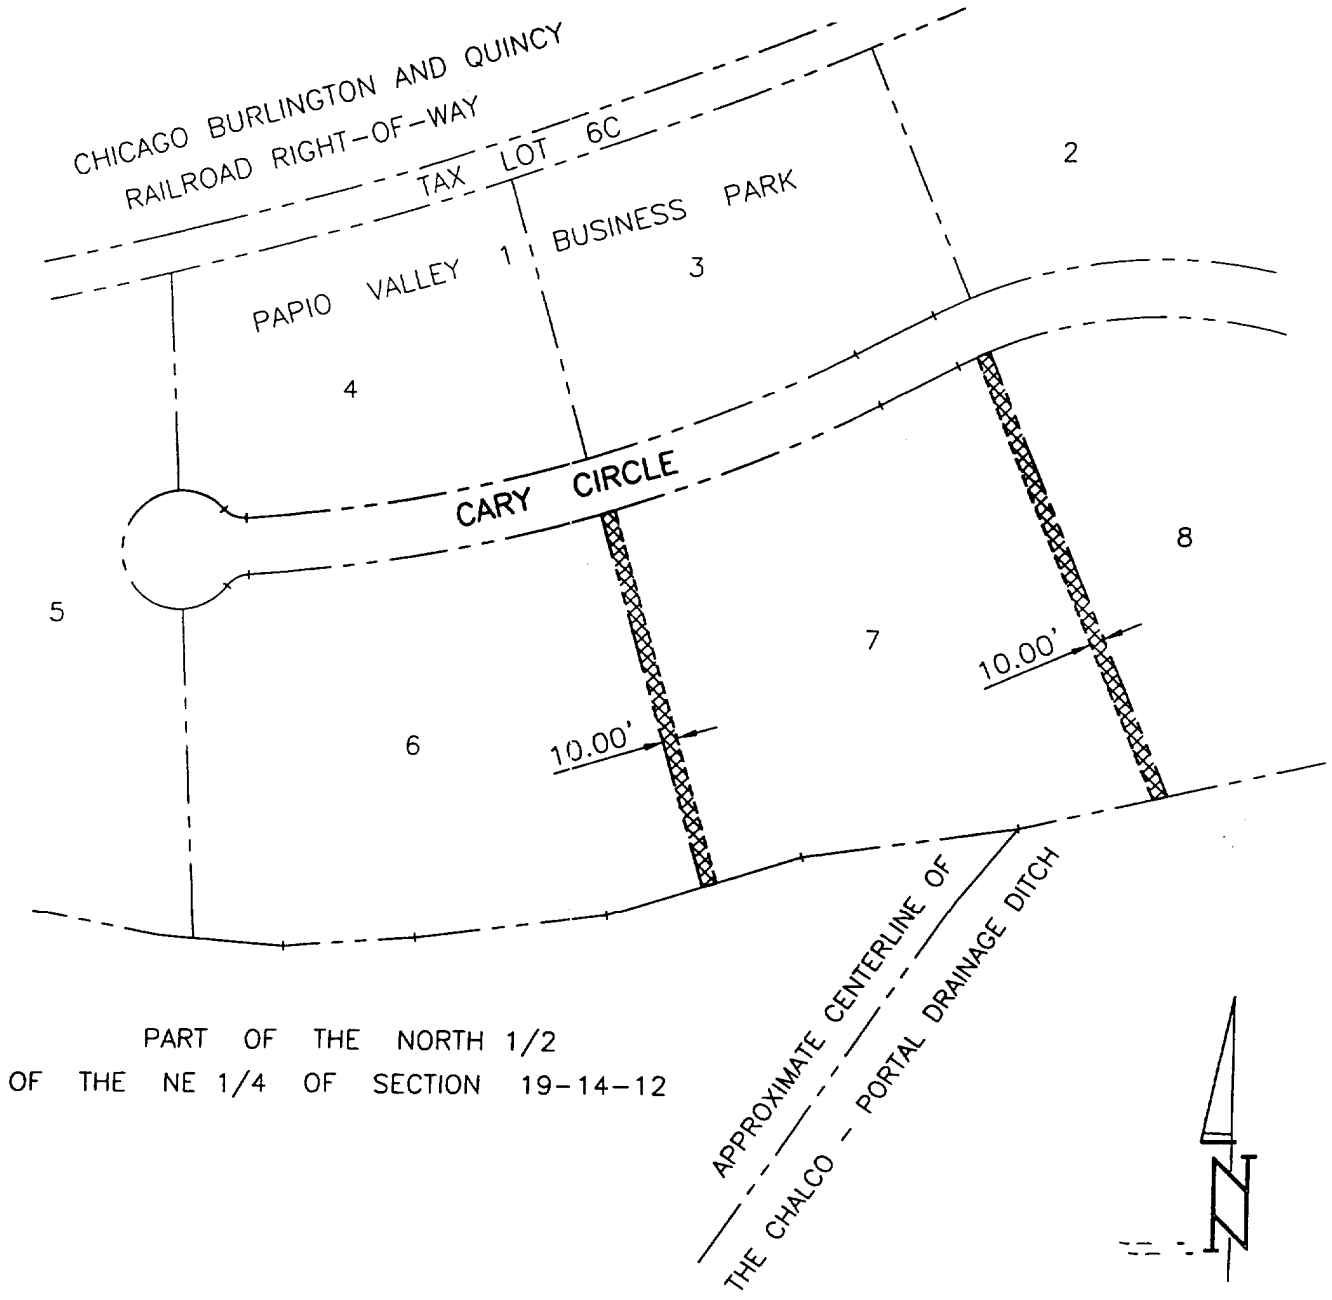 CHICAGO BURLINGTON AND QUINCY
RAILROAD RIGHT-OF-WAY
TAX LOT 6C
2
PAPIO VALLEY 1 BUSINESS PARK
3
4
CARY CIRCLE
5
8
7
10.00'
6
10.00'
APPROXIMATE CENTERLINE OF
THE CHALCO - PORTAL DRAINAGE DITCH
PART OF THE NORTH 1/2
OF THE NE 1/4 OF SECTION 19-14-12
N